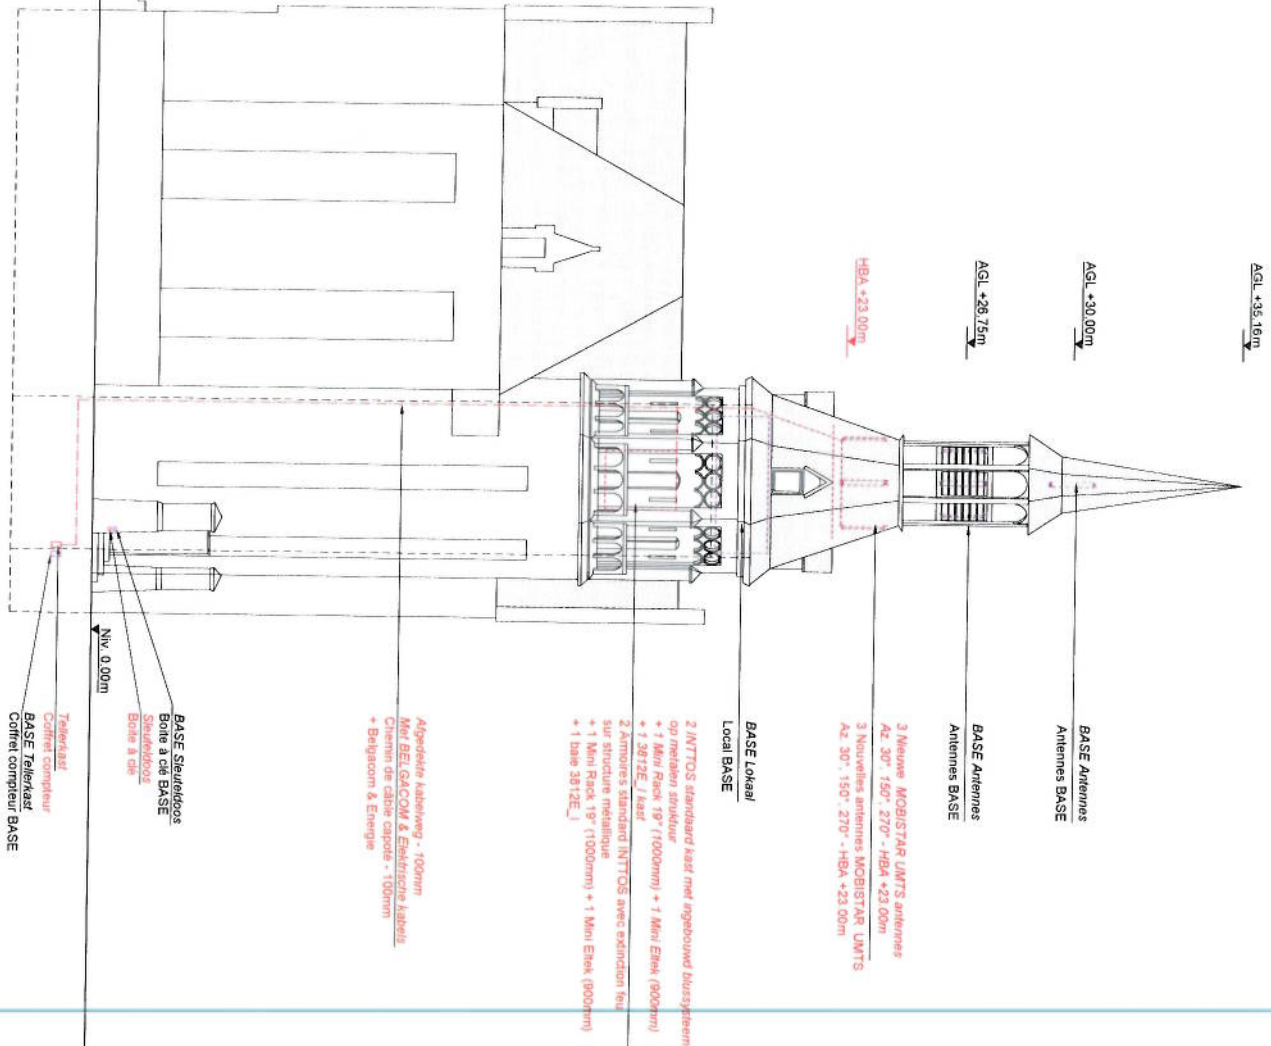 AGL +35.16m
AGL +30.00m
AGL +26.75m
HBA +23.00m
BASE Antennes
Antennes BASE
BASE Antennes
Antennes BASE
3 Nieuwe MOBISTAR UMTS antennes
Az. 30°, 150°, 270° - HBA +23.00m
3 Nouvelles antennes MOBISTAR UMTS
Az. 30°, 150°, 270° - HBA +23.00m
BASE Lokaal
Local BASE
2 INTTOS standaard kast met ingebouwd blussysteem
op metalen struktuur
+ 1 Mini Rack 19" (1000mm) + 1 Mini Eltek (900mm)
+ 1 3812E_I kast
2 Armoires standard INTTOS avec extinction feu
sur structure métallique
+ 1 Mini Rack 19" (1000mm) + 1 Mini Eltek (900mm)
+ 1 baie 3812E_I
Afgedekte kabelweg - 100mm
Met BELGACOM & Elektrische kabels
Chemin de câble capoté - 100mm
+ Belgacom & Energie
BASE Sleuteldoos
Boite à clé BASE
Sleuteldoos
Boite à clé
Niv. 0.00m
Tellerkast
Coffret compteur
BASE Tellerkast
Coffret compteur BASE